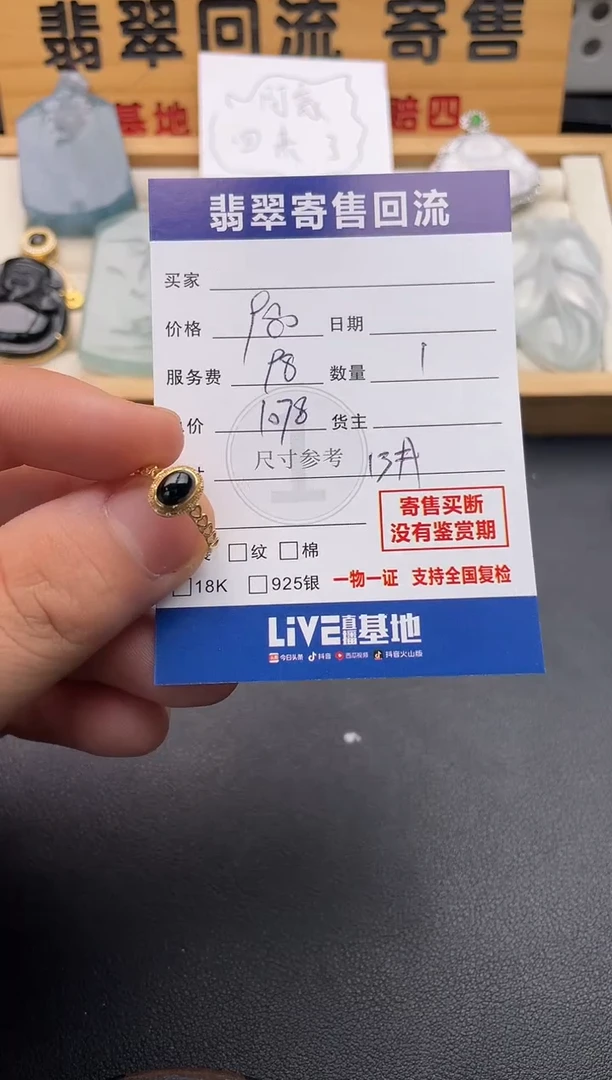 翡翠回流 寄售
基地
赔四
回来了
翡翠寄售回流
买家
价格 980 日期
服务费 98 数量 1
价 1078 货主
尺寸参考 13#
寄售买断
没有鉴赏期
纹 棉
18K 925银 一物一证 支持全国复检
LiVE直播基地
今日头条 抖音 西瓜视频 抖音火山版